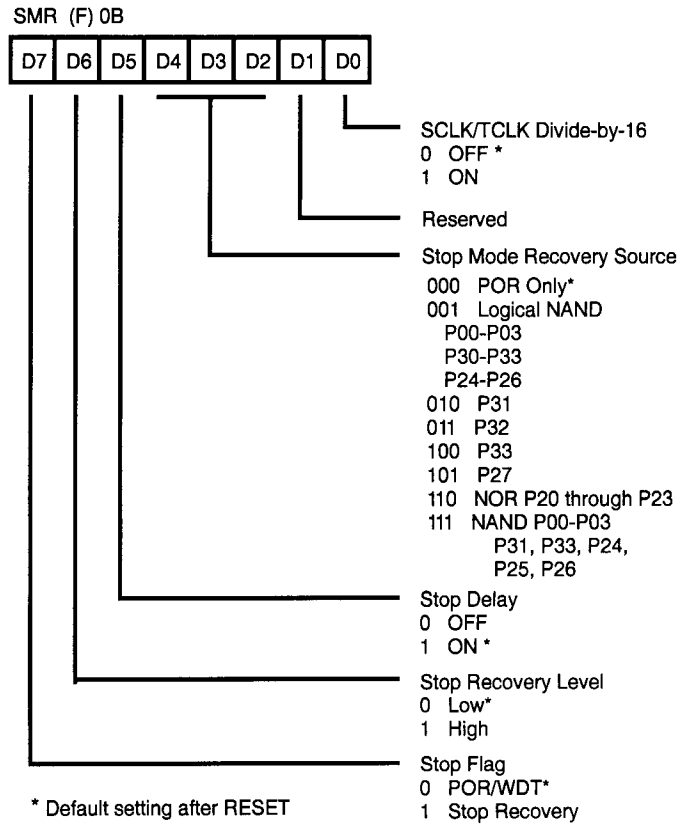 SMR (F) 0B
D7 D6 D5 D4 D3 D2 D1 D0
SCLK/TCLK Divide-by-16
0 OFF *
1 ON
Reserved
Stop Mode Recovery Source
000 POR Only*
001 Logical NAND
P00-P03
P30-P33
P24-P26
010 P31
011 P32
100 P33
101 P27
110 NOR P20 through P23
111 NAND P00-P03
P31, P33, P24,
P25, P26
Stop Delay
0 OFF
1 ON *
Stop Recovery Level
0 Low*
1 High
Stop Flag
0 POR/WDT*
1 Stop Recovery
* Default setting after RESET